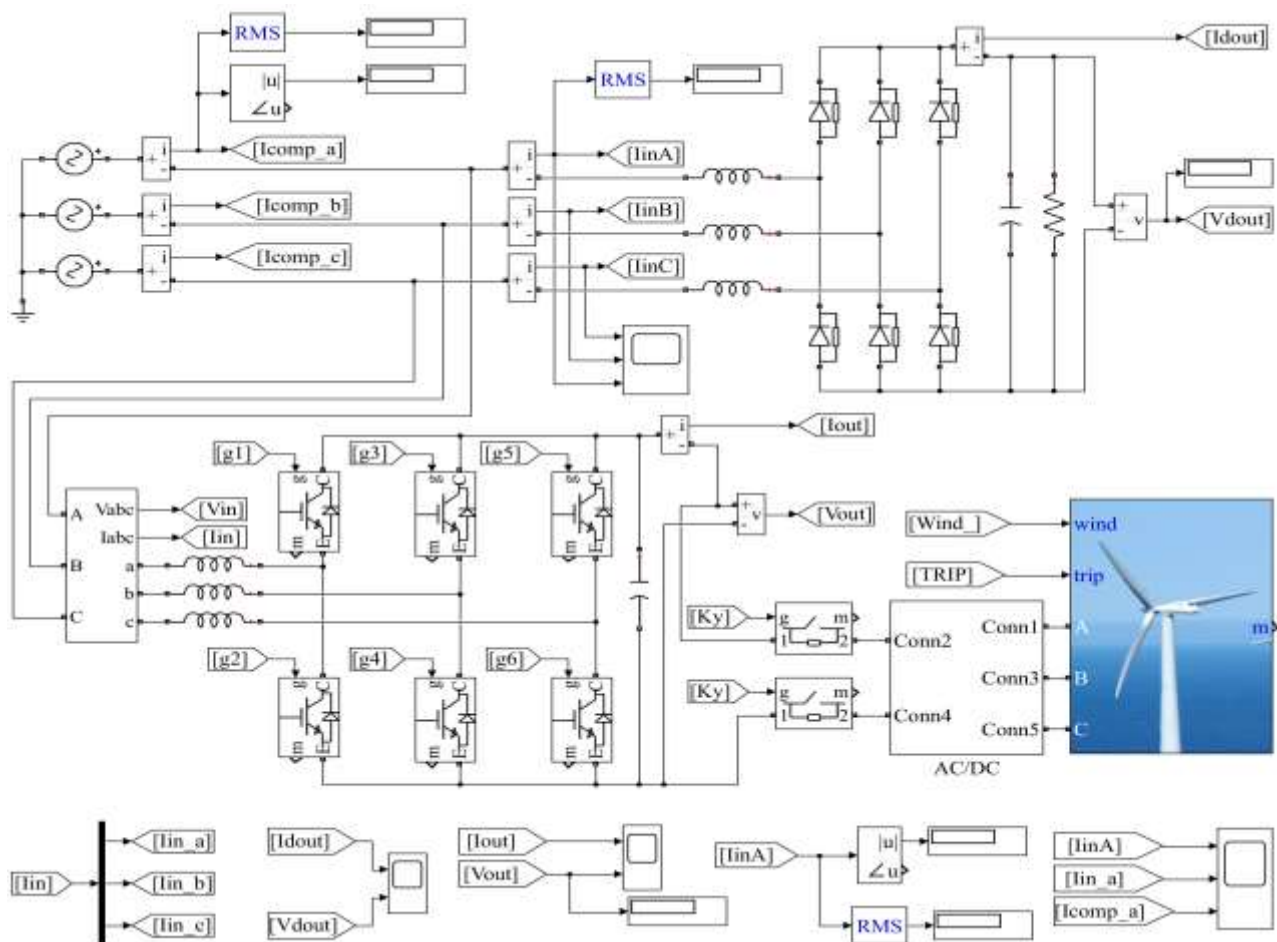 RMS
|u|
∠u
i
+
-
[Icomp_a]
i
+
-
[Icomp_b]
i
+
-
[Icomp_c]
RMS
i
+
-
[IinA]
i
+
-
[IinB]
i
+
-
[IinC]
i
+
-
[Idout]
+
-
v
[Vdout]
[g1]
[g3]
[g5]
g C
m E
g C
m E
g C
m E
i
+
-
[Iout]
+
-
v
[Vout]
A
B
C
Vabc
Iabc
a
b
c
[Vin]
[Iin]
[g2]
[g4]
[g6]
g C
m E
g C
m E
g C
m E
[Ky]
g m
1 2
[Ky]
g m
1 2
Conn2
Conn4
Conn1
Conn3
Conn5
AC/DC
[Wind_]
[TRIP]
wind
trip
A
B
C
m
[Iin]
[Iin_a]
[Iin_b]
[Iin_c]
[Idout]
[Vdout]
[Iout]
[Vout]
[IinA]
|u|
∠u
RMS
[IinA]
[Iin_a]
[Icomp_a]